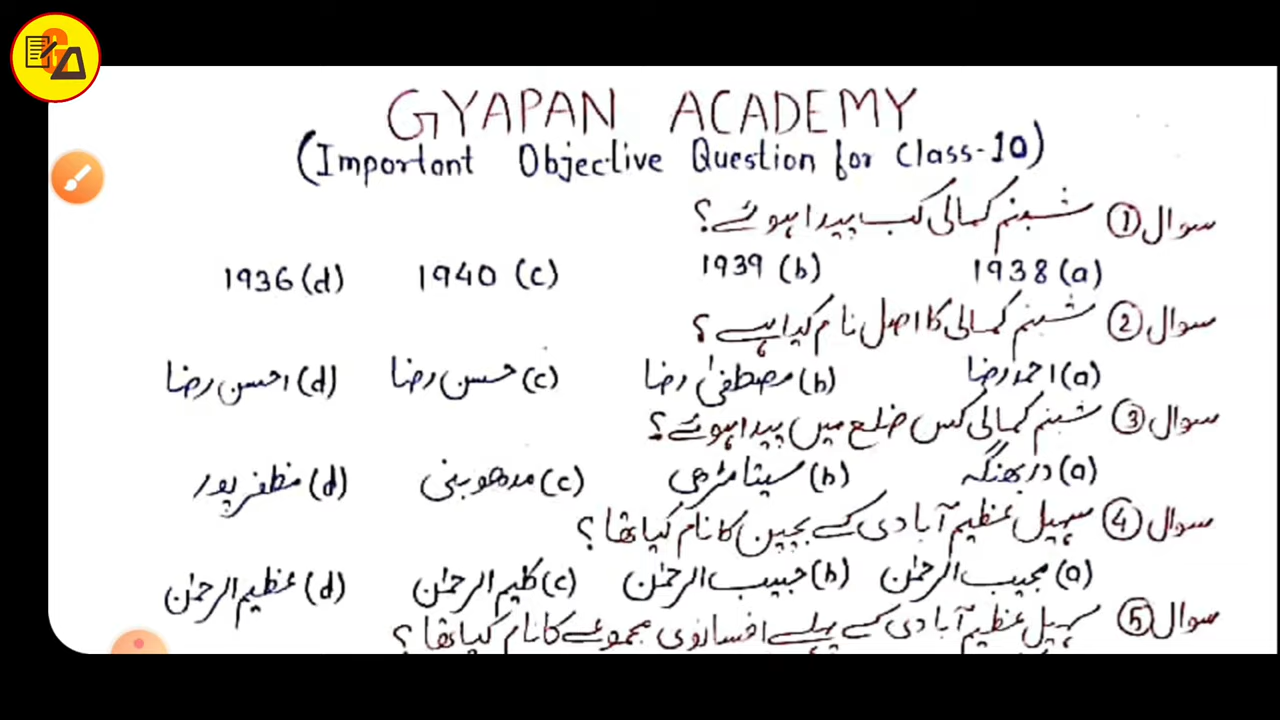 GYAPAN ACADEMY
(Important Objective Question for Class-10)
سوال ① شبنم کمالی کب پیدا ہوئے؟
(a) 1938 (b) 1939 (c) 1940 (d) 1936
سوال ② شبنم کمالی کا اصل نام کیا ہے؟
(a) احمد رضا (b) مصطفیٰ رضا (c) حسن رضا (d) احسن رضا
سوال ③ شبنم کمالی کس ضلع میں پیدا ہوئے؟
(a) دربھنگہ (b) سیتا مڑھی (c) مدھوبنی (d) مظفر پور
سوال ④ سہیل عظیم آبادی کے بچپن کا نام کیا تھا؟
(a) مجیب الرحمٰن (b) حبیب الرحمٰن (c) کلیم الرحمٰن (d) عظیم الرحمٰن
سوال ⑤ سہیل عظیم آبادی کے پہلے افسانوی مجموعے کا نام کیا تھا؟